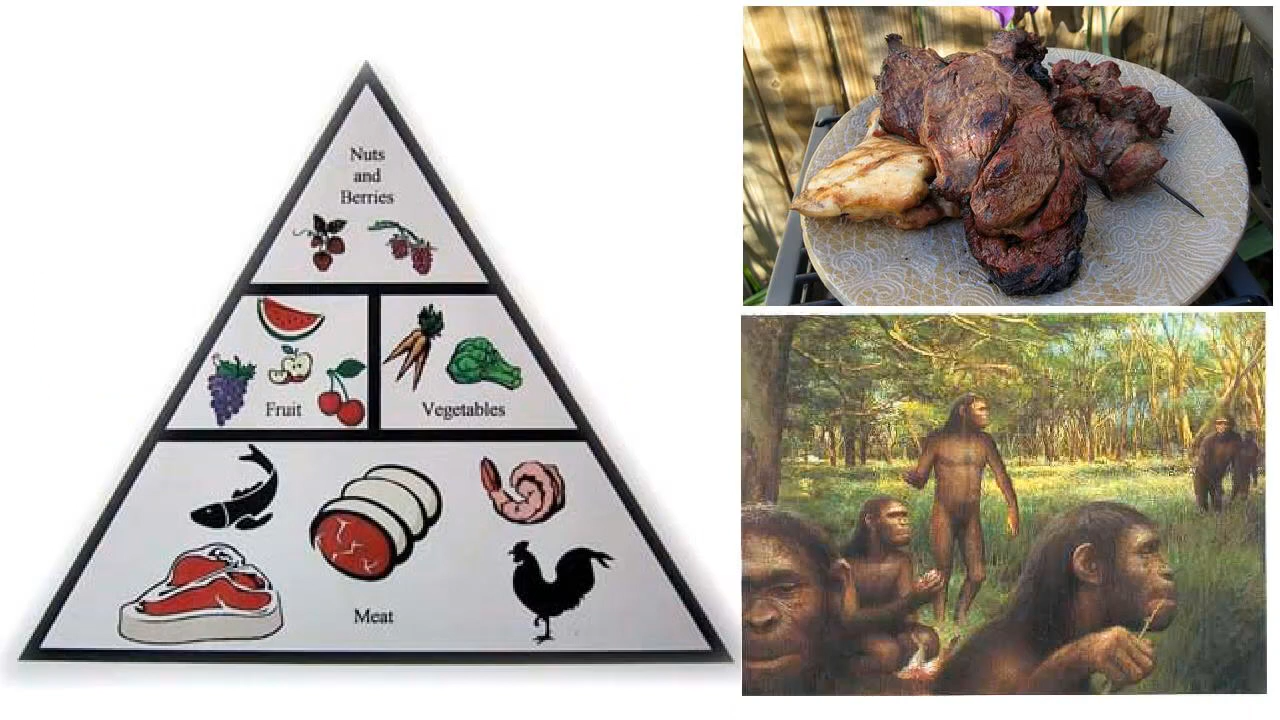 Nuts
and
Berries
Fruit
Vegetables
Meat